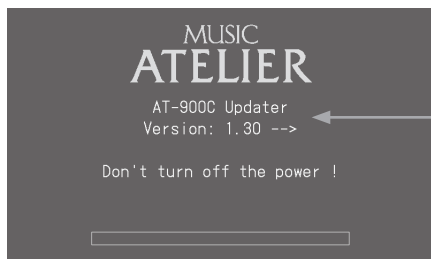 MUSIC
ATELIER
AT-900C Updater
Version: 1.30 -->
Don't turn off the power !